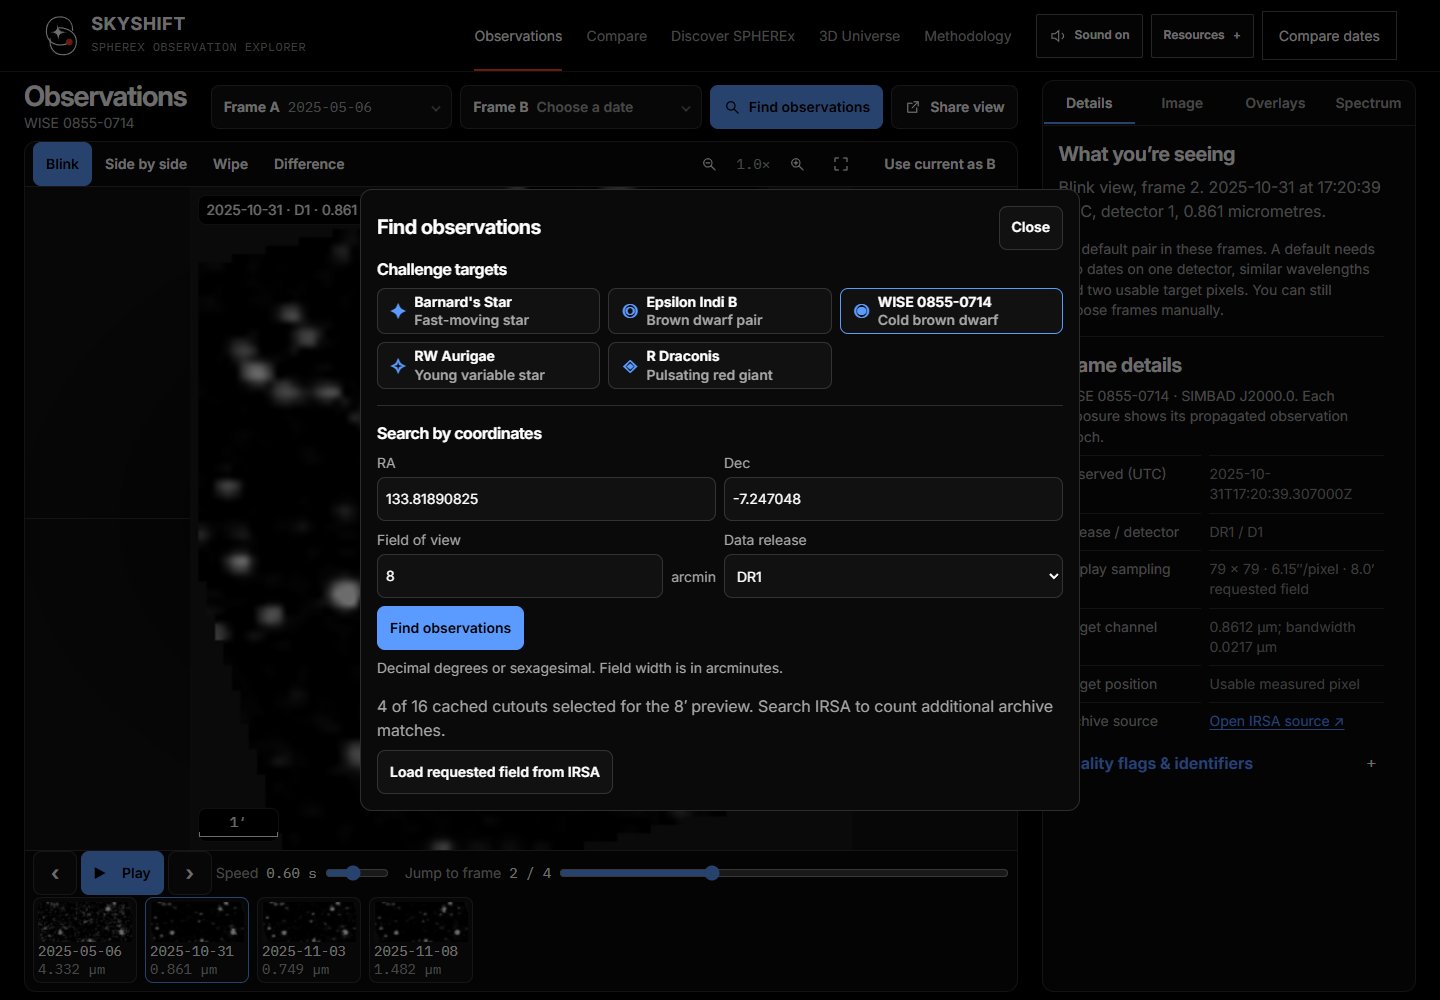 SKYSHIFT
SPHEREX OBSERVATION EXPLORER
Observations
Compare
Discover SPHEREx
3D Universe
Methodology
Sound on
Resources +
Compare dates
Observations
WISE 0855-0714
Frame A 2025-05-06
Frame B Choose a date
Find observations
Share view
Details
Image
Overlays
Spectrum
Blink
Side by side
Wipe
Difference
1.0×
Use current as B
2025-10-31 · D1 · 0.861
What you’re seeing
Blink view, frame 2. 2025-10-31 at 17:20:39
C, detector 1, 0.861 micrometres.
default pair in these frames. A default needs
dates on one detector, similar wavelengths
two usable target pixels. You can still
frames manually.
Find observations
Close
Challenge targets
Barnard's Star
Fast-moving star
Epsilon Indi B
Brown dwarf pair
WISE 0855-0714
Cold brown dwarf
RW Aurigae
Young variable star
R Draconis
Pulsating red giant
Search by coordinates
RA
Dec
133.81890825
-7.247048
Field of view
Data release
8
arcmin
DR1
Find observations
Decimal degrees or sexagesimal. Field width is in arcminutes.
4 of 16 cached cutouts selected for the 8′ preview. Search IRSA to count additional archive
matches.
Load requested field from IRSA
ame details
SE 0855-0714 · SIMBAD J2000.0. Each
posure shows its propagated observation
och.
served (UTC)
2025-10-
31T17:20:39.307000Z
ease / detector
DR1 / D1
play sampling
79 × 79 · 6.15″/pixel · 8.0′
requested field
get channel
0.8612 µm; bandwidth
0.0217 µm
get position
Usable measured pixel
hive source
Open IRSA source ↗
ality flags & identifiers +
1′
‹
Play
›
Speed 0.60 s
Jump to frame 2 / 4
2025-05-06
4.332 µm
2025-10-31
0.861 µm
2025-11-03
0.749 µm
2025-11-08
1.482 µm